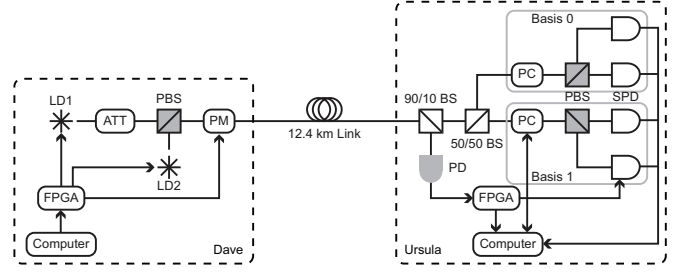 Basis 0
PC
PBS
SPD
LD1
PBS
ATT
PM
12.4 km Link
90/10 BS
50/50 BS
PC
PD
Basis 1
LD2
FPGA
FPGA
Computer
Dave
Ursula
Computer